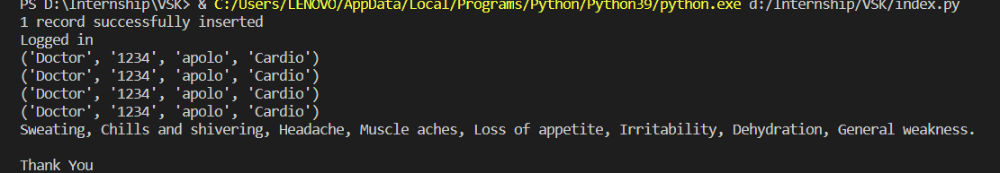 PS D:\Internship\VSK> & C:/Users/LENOVO/AppData/Local/Programs/Python/Python39/python.exe d:/Internship/VSK/index.py
1 record successfully inserted
Logged in
('Doctor', '1234', 'apolo', 'Cardio')
('Doctor', '1234', 'apolo', 'Cardio')
('Doctor', '1234', 'apolo', 'Cardio')
('Doctor', '1234', 'apolo', 'Cardio')
Sweating, Chills and shivering, Headache, Muscle aches, Loss of appetite, Irritability, Dehydration, General weakness.
Thank You